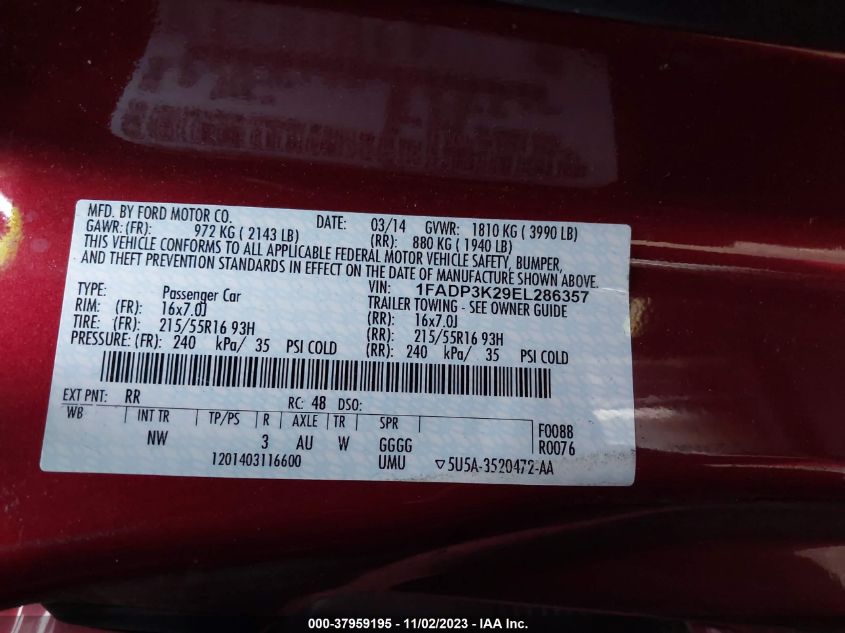 MFD. BY FORD MOTOR CO.
DATE: 03/14 GVWR: 1810 KG ( 3990 LB)
GAWR: (FR): 972 KG ( 2143 LB) (RR): 880 KG ( 1940 LB)
THIS VEHICLE CONFORMS TO ALL APPLICABLE FEDERAL MOTOR VEHICLE SAFETY, BUMPER,
AND THEFT PREVENTION STANDARDS IN EFFECT ON THE DATE OF MANUFACTURE SHOWN ABOVE.
VIN: 1FADP3K29EL286357
TYPE: Passenger Car TRAILER TOWING - SEE OWNER GUIDE
RIM: (FR): 16x7.0J (RR): 16x7.0J
TIRE: (FR): 215/55R16 93H (RR): 215/55R16 93H
PRESSURE: (FR): 240 kPa/ 35 PSI COLD (RR): 240 kPa/ 35 PSI COLD
EXT PNT: RR RC: 48 DSO:
WB INT TR TP/PS R AXLE TR SPR F0088
NW 3 AU W GGGG R0076
1201403116600 UMU ▽5U5A-3520472-AA
000-37959195 - 11/02/2023 - IAA Inc.